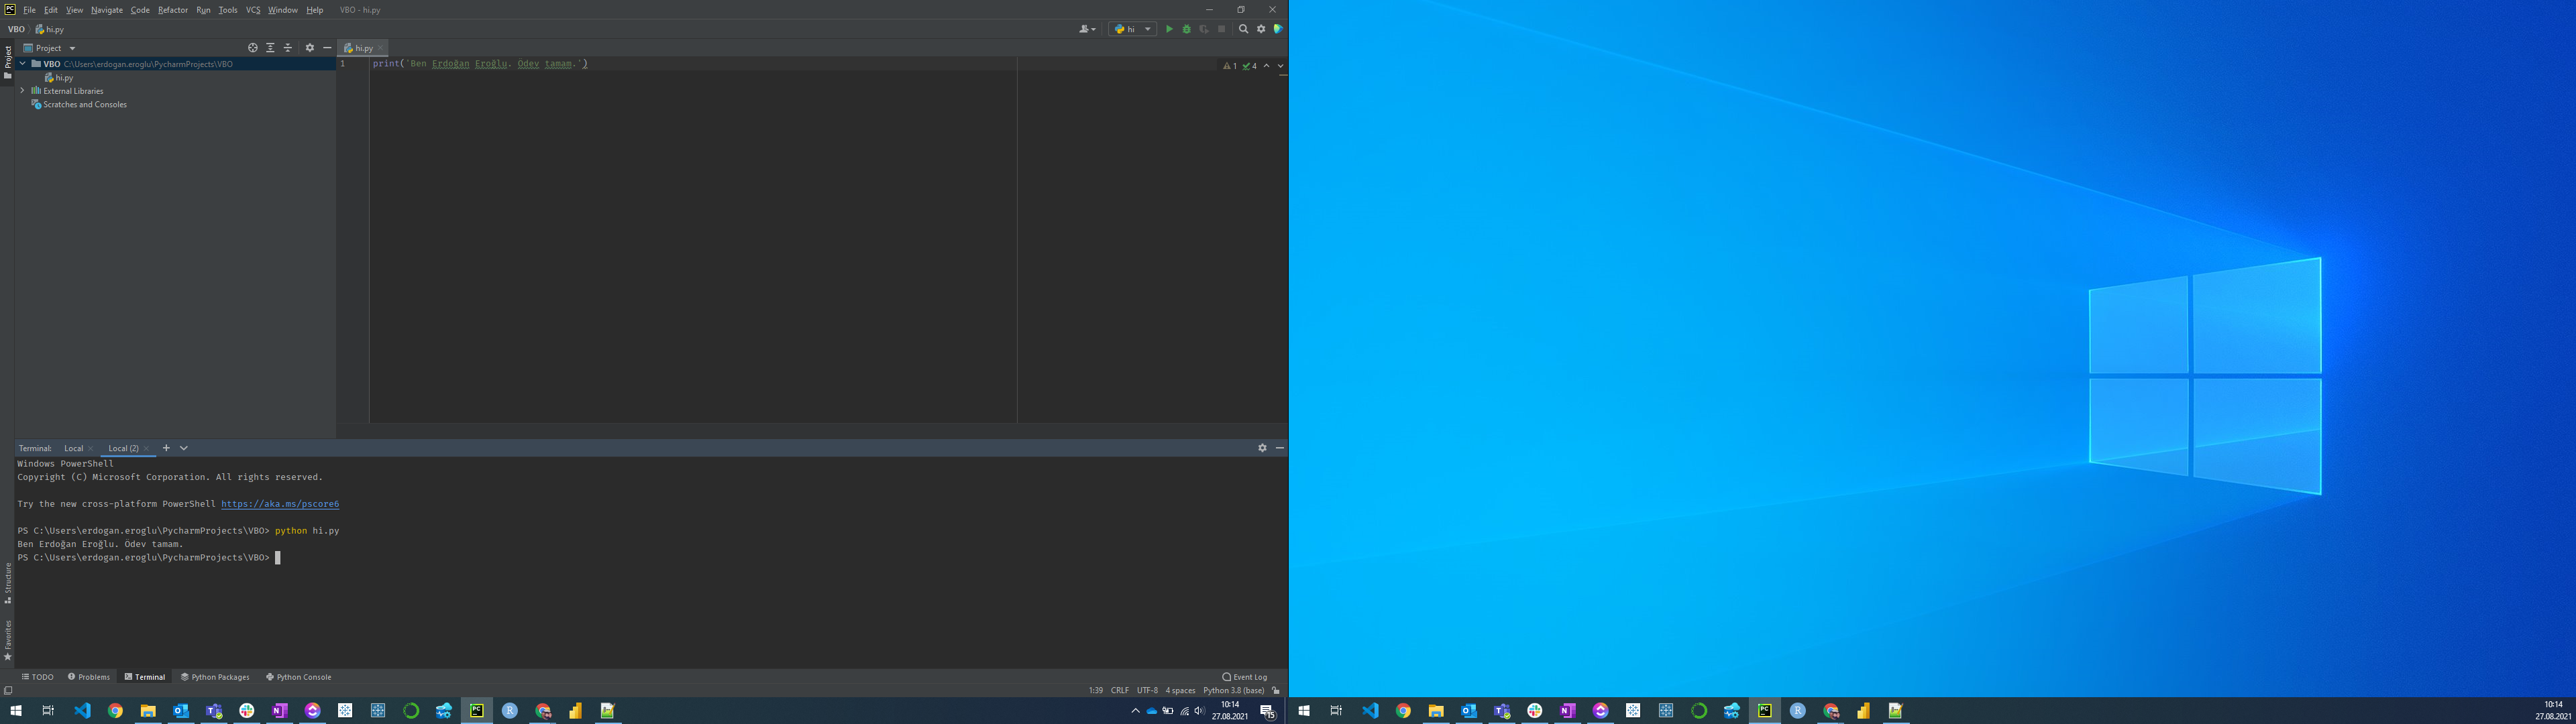 File Edit View Navigate Code Refactor Run Tools VCS Window Help VBO - hi.py
VBO hi.py
hi
Project
Project
hi.py
VBO C:\Users\erdogan.eroglu\PycharmProjects\VBO
hi.py
External Libraries
Scratches and Consoles
1 print('Ben Erdoğan Eroğlu. Ödev tamam.')
1 4
Terminal: Local Local (2)
Windows PowerShell
Copyright (C) Microsoft Corporation. All rights reserved.
Try the new cross-platform PowerShell https://aka.ms/pscore6
PS C:\Users\erdogan.eroglu\PycharmProjects\VBO> python hi.py
Ben Erdoğan Eroğlu. Ödev tamam.
PS C:\Users\erdogan.eroglu\PycharmProjects\VBO>
Structure
Favorites
TODO Problems Terminal Python Packages Python Console Event Log
1:39 CRLF UTF-8 4 spaces Python 3.8 (base)
10:14
27.08.2021
15
10:14
27.08.2021